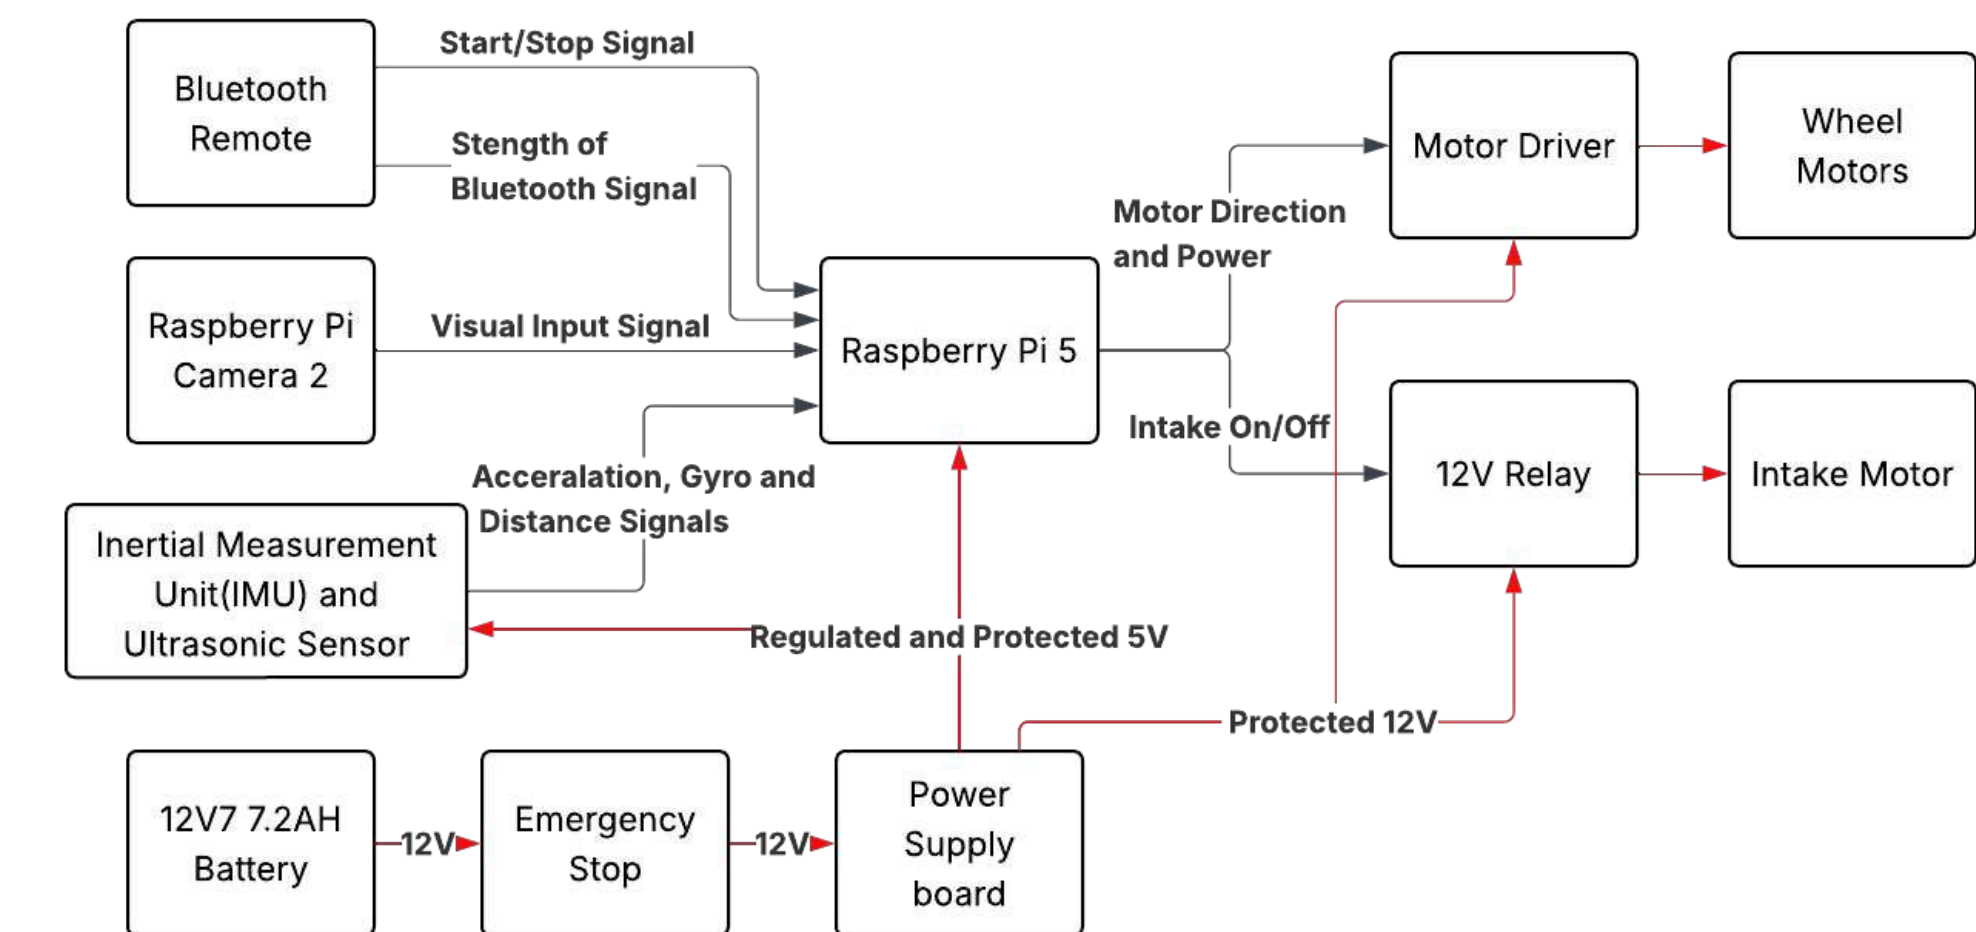 Start/Stop Signal
Bluetooth
Remote
Stength of
Bluetooth Signal
Motor Driver
Wheel
Motors
Motor Direction
and Power
Raspberry Pi
Camera 2
Visual Input Signal
Raspberry Pi 5
Intake On/Off
12V Relay
Intake Motor
Acceralation, Gyro and
Distance Signals
Inertial Measurement
Unit(IMU) and
Ultrasonic Sensor
Regulated and Protected 5V
Protected 12V
12V7 7.2AH
Battery
12V
Emergency
Stop
12V
Power
Supply
board